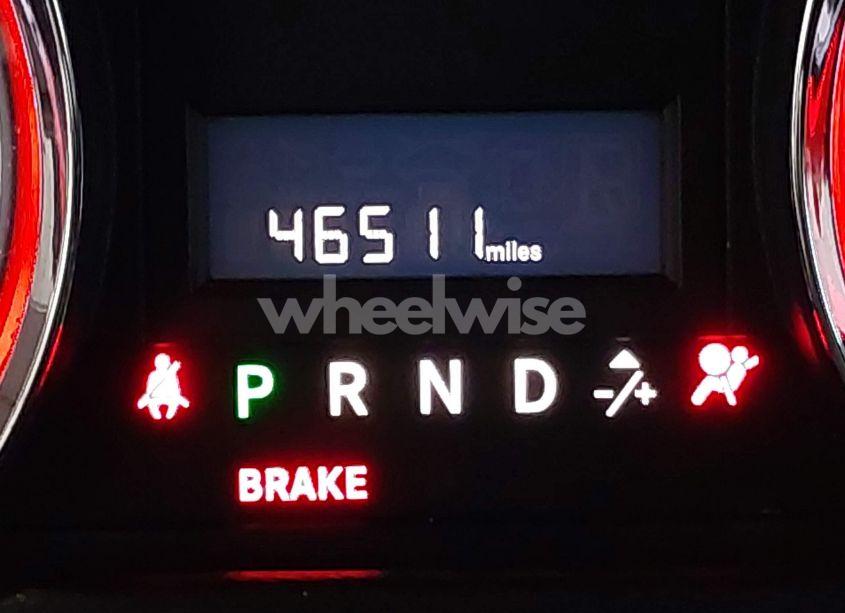 46511 miles
wheelwise
P R N D -/+
BRAKE